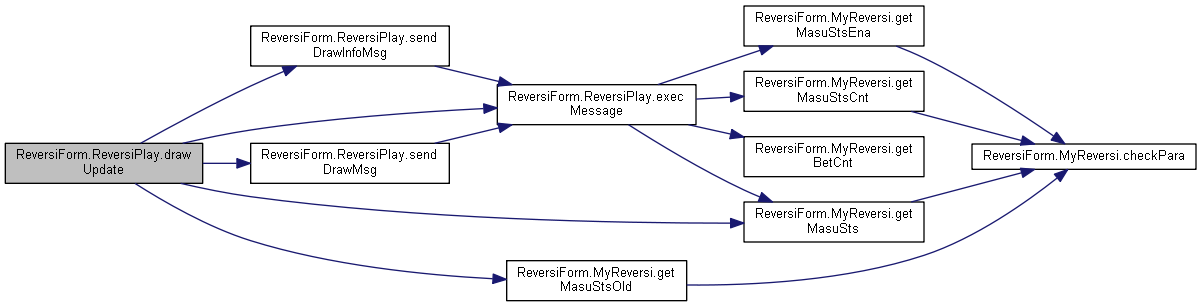 ReversiForm.ReversiPlay.draw
Update
ReversiForm.ReversiPlay.send
DrawInfoMsg
ReversiForm.ReversiPlay.send
DrawMsg
ReversiForm.ReversiPlay.exec
Message
ReversiForm.MyReversi.get
MasuStsOld
ReversiForm.MyReversi.get
MasuStsEna
ReversiForm.MyReversi.get
MasuStsCnt
ReversiForm.MyReversi.get
BetCnt
ReversiForm.MyReversi.get
MasuSts
ReversiForm.MyReversi.checkPara